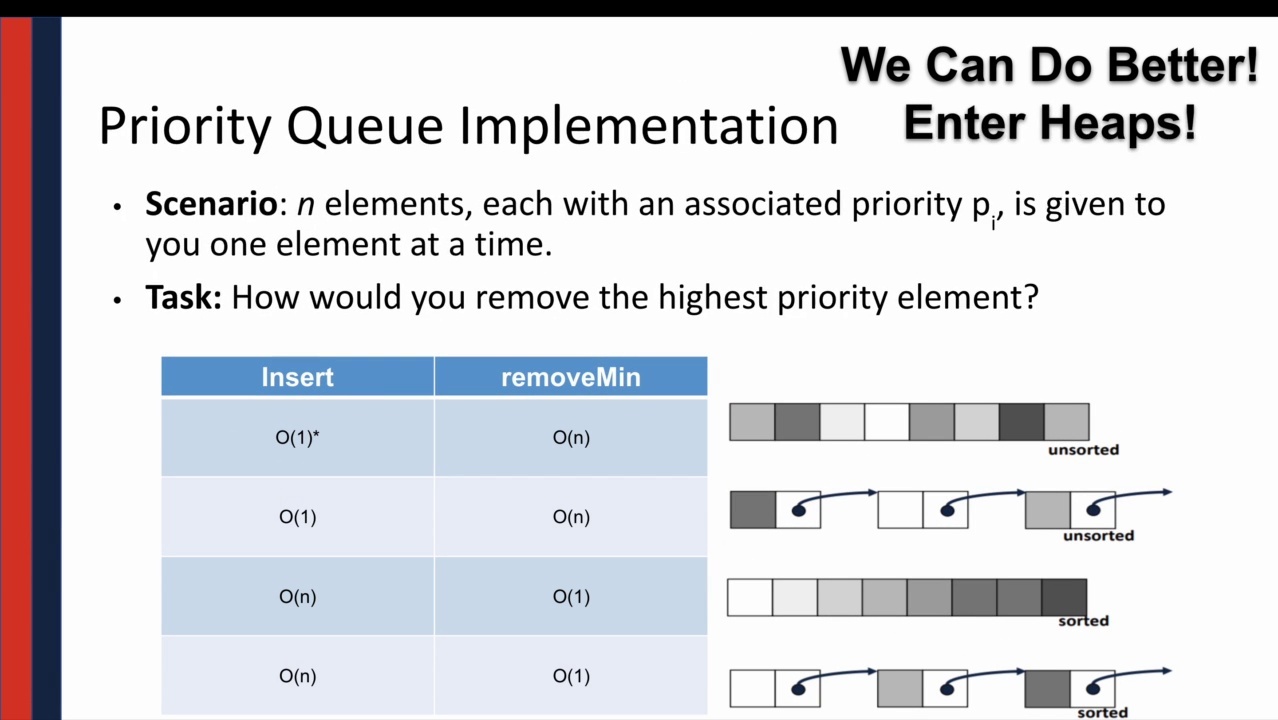 We Can Do Better!
Enter Heaps!
Priority Queue Implementation
• Scenario: n elements, each with an associated priority pi, is given to
you one element at a time.
• Task: How would you remove the highest priority element?
Insert removeMin
O(1)* O(n)
unsorted
O(1) O(n)
unsorted
O(n) O(1)
sorted
O(n) O(1)
sorted